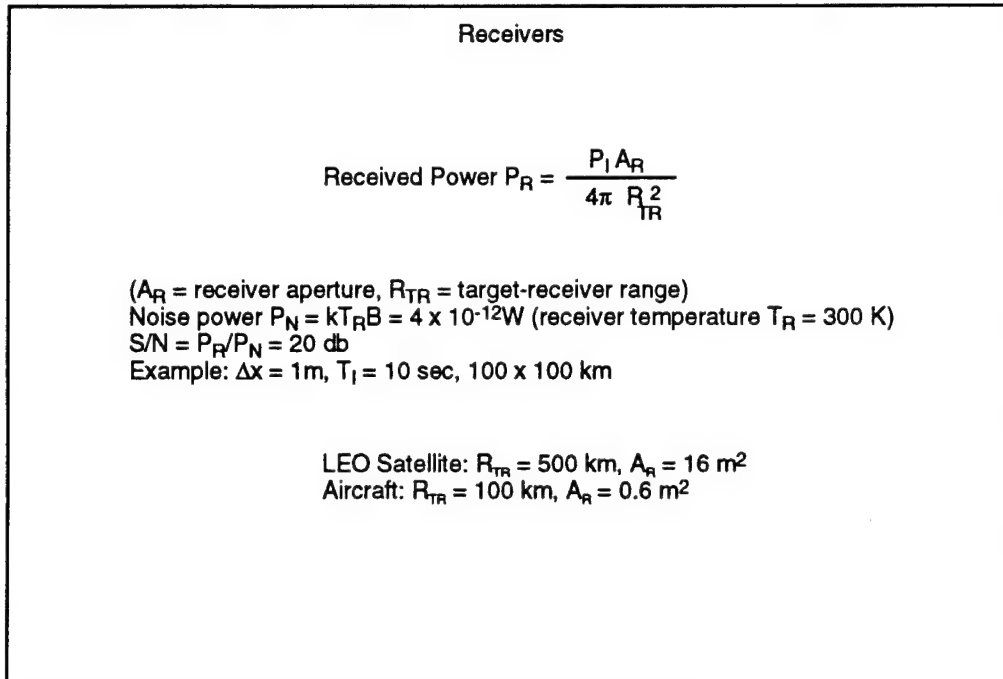 Receivers
Received Power P_R = P_I A_R / 4π R_TR^2
(A_R = receiver aperture, R_TR = target-receiver range)
Noise power P_N = kT_RB = 4 x 10^-12W (receiver temperature T_R = 300 K)
S/N = P_R/P_N = 20 db
Example: Δx = 1m, T_I = 10 sec, 100 x 100 km
LEO Satellite: R_TR = 500 km, A_R = 16 m^2
Aircraft: R_TR = 100 km, A_R = 0.6 m^2